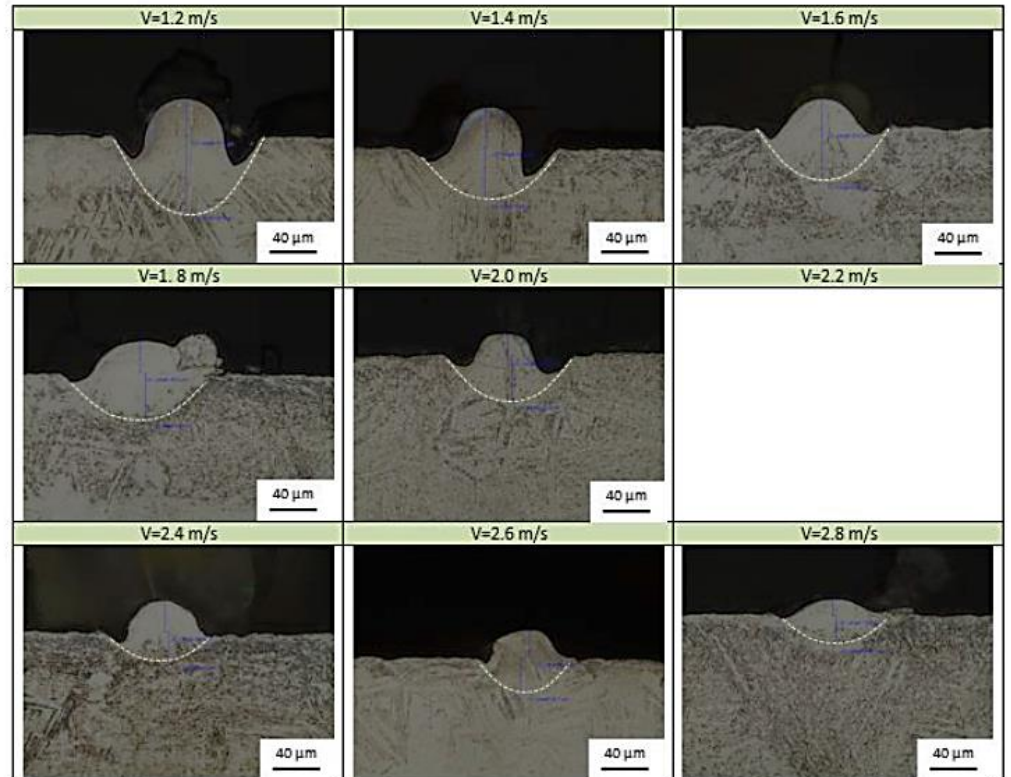 V=1.2 m/s
V=1.4 m/s
V=1.6 m/s
40 µm
40 µm
40 µm
V=1. 8 m/s
V=2.0 m/s
V=2.2 m/s
40 µm
40 µm
V=2.4 m/s
V=2.6 m/s
V=2.8 m/s
40 µm
40 µm
40 µm